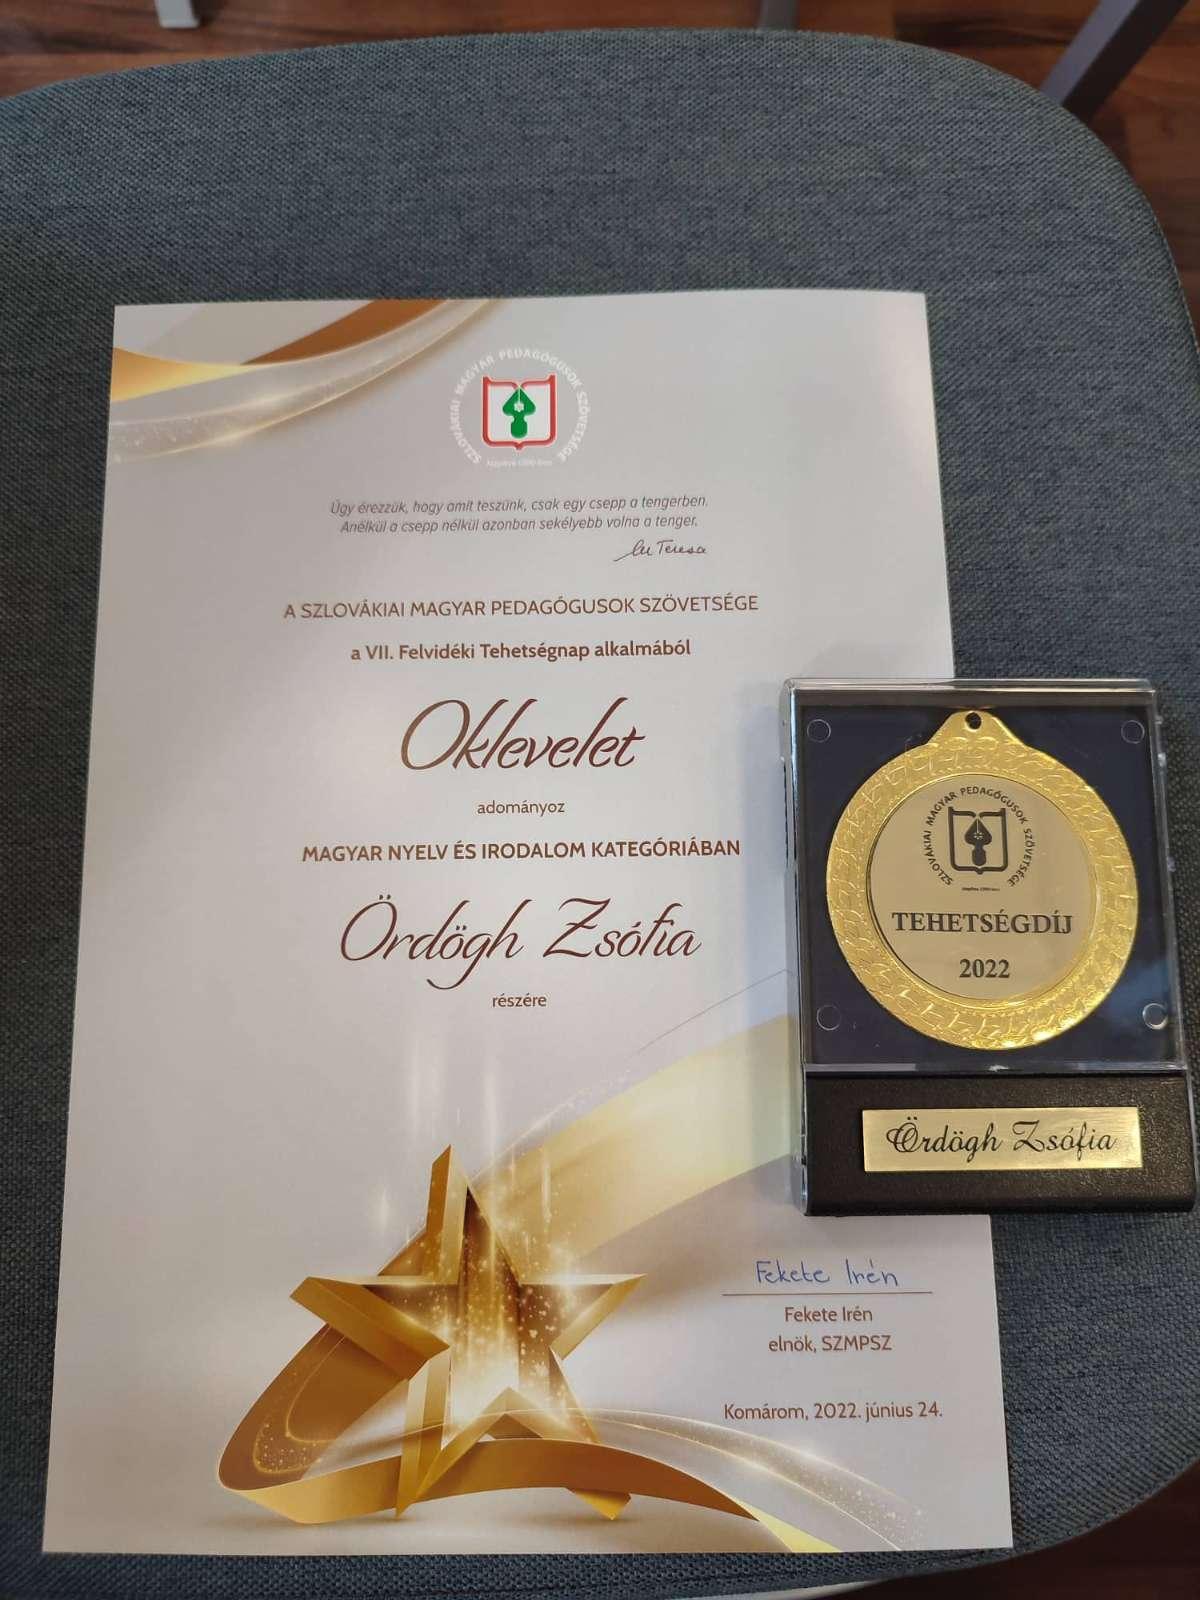 SZLOVÁKIAI MAGYAR PEDAGÓGUSOK SZÖVETSÉGE
Úgy érezzük, hogy amit teszünk, csak egy csepp a tengerben.
Anélkül a csepp nélkül azonban sekélyebb volna a tenger.
Teresa
A SZLOVÁKIAI MAGYAR PEDAGÓGUSOK SZÖVETSÉGE
a VII. Felvidéki Tehetségnap alkalmából
Oklevelet
adományoz
MAGYAR NYELV ÉS IRODALOM KATEGÓRIÁBAN
Ördögh Zsófia
részére
Fekete Irén
Fekete Irén
elnök, SZMPSZ
Komárom, 2022. június 24.
SZLOVÁKIAI MAGYAR PEDAGÓGUSOK SZÖVETSÉGE
TEHETSÉGDÍJ
2022
Ördögh Zsófia